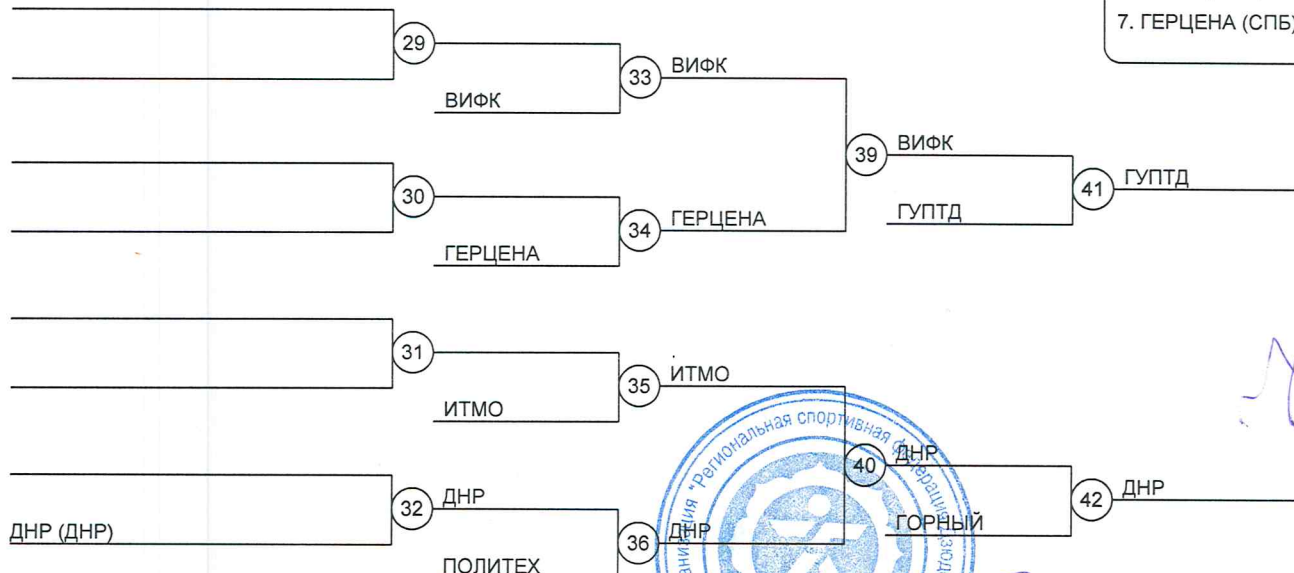 7. ГЕРЦЕНА (СПБ)
29
33 ВИФК
ВИФК
39 ВИФК
30
41 ГУПТД
34 ГЕРЦЕНА
ГУПТД
ГЕРЦЕНА
31
35 ИТМО
ИТМО
"Региональная спортивная
40 ДНР
32 ДНР
42 ДНР
ДНР (ДНР)
36 ДНР
ГОРНЫЙ
ПОЛИТЕХ